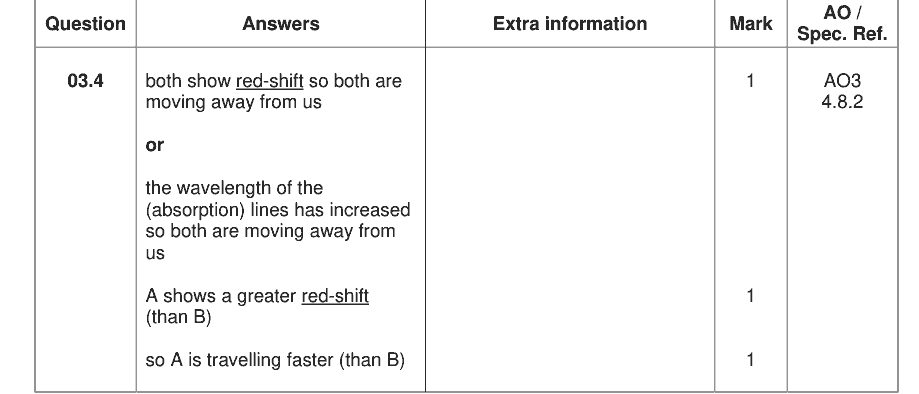 Question Answers Extra information Mark AO /
Spec. Ref.
03.4 both show red-shift so both are 1 AO3
moving away from us 4.8.2
or
the wavelength of the
(absorption) lines has increased
so both are moving away from
us
A shows a greater red-shift 1
(than B)
so A is travelling faster (than B) 1